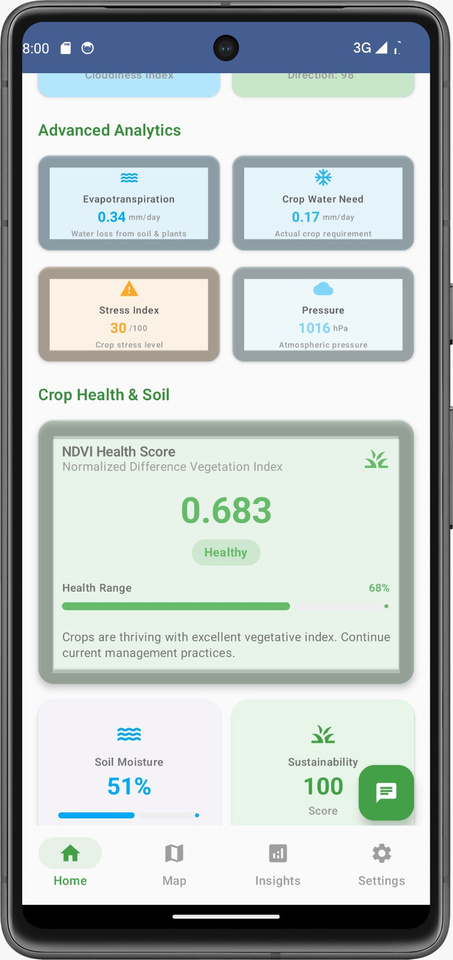 8:00
3G
Cloudiness Index
Direction: 98
Advanced Analytics
Evapotranspiration
0.34 mm/day
Water loss from soil & plants
Crop Water Need
0.17 mm/day
Actual crop requirement
Stress Index
30 /100
Crop stress level
Pressure
1016 hPa
Atmospheric pressure
Crop Health & Soil
NDVI Health Score
Normalized Difference Vegetation Index
0.683
Healthy
Health Range
68%
Crops are thriving with excellent vegetative index. Continue
current management practices.
Soil Moisture
51%
Sustainability
100
Score
Home
Map
Insights
Settings